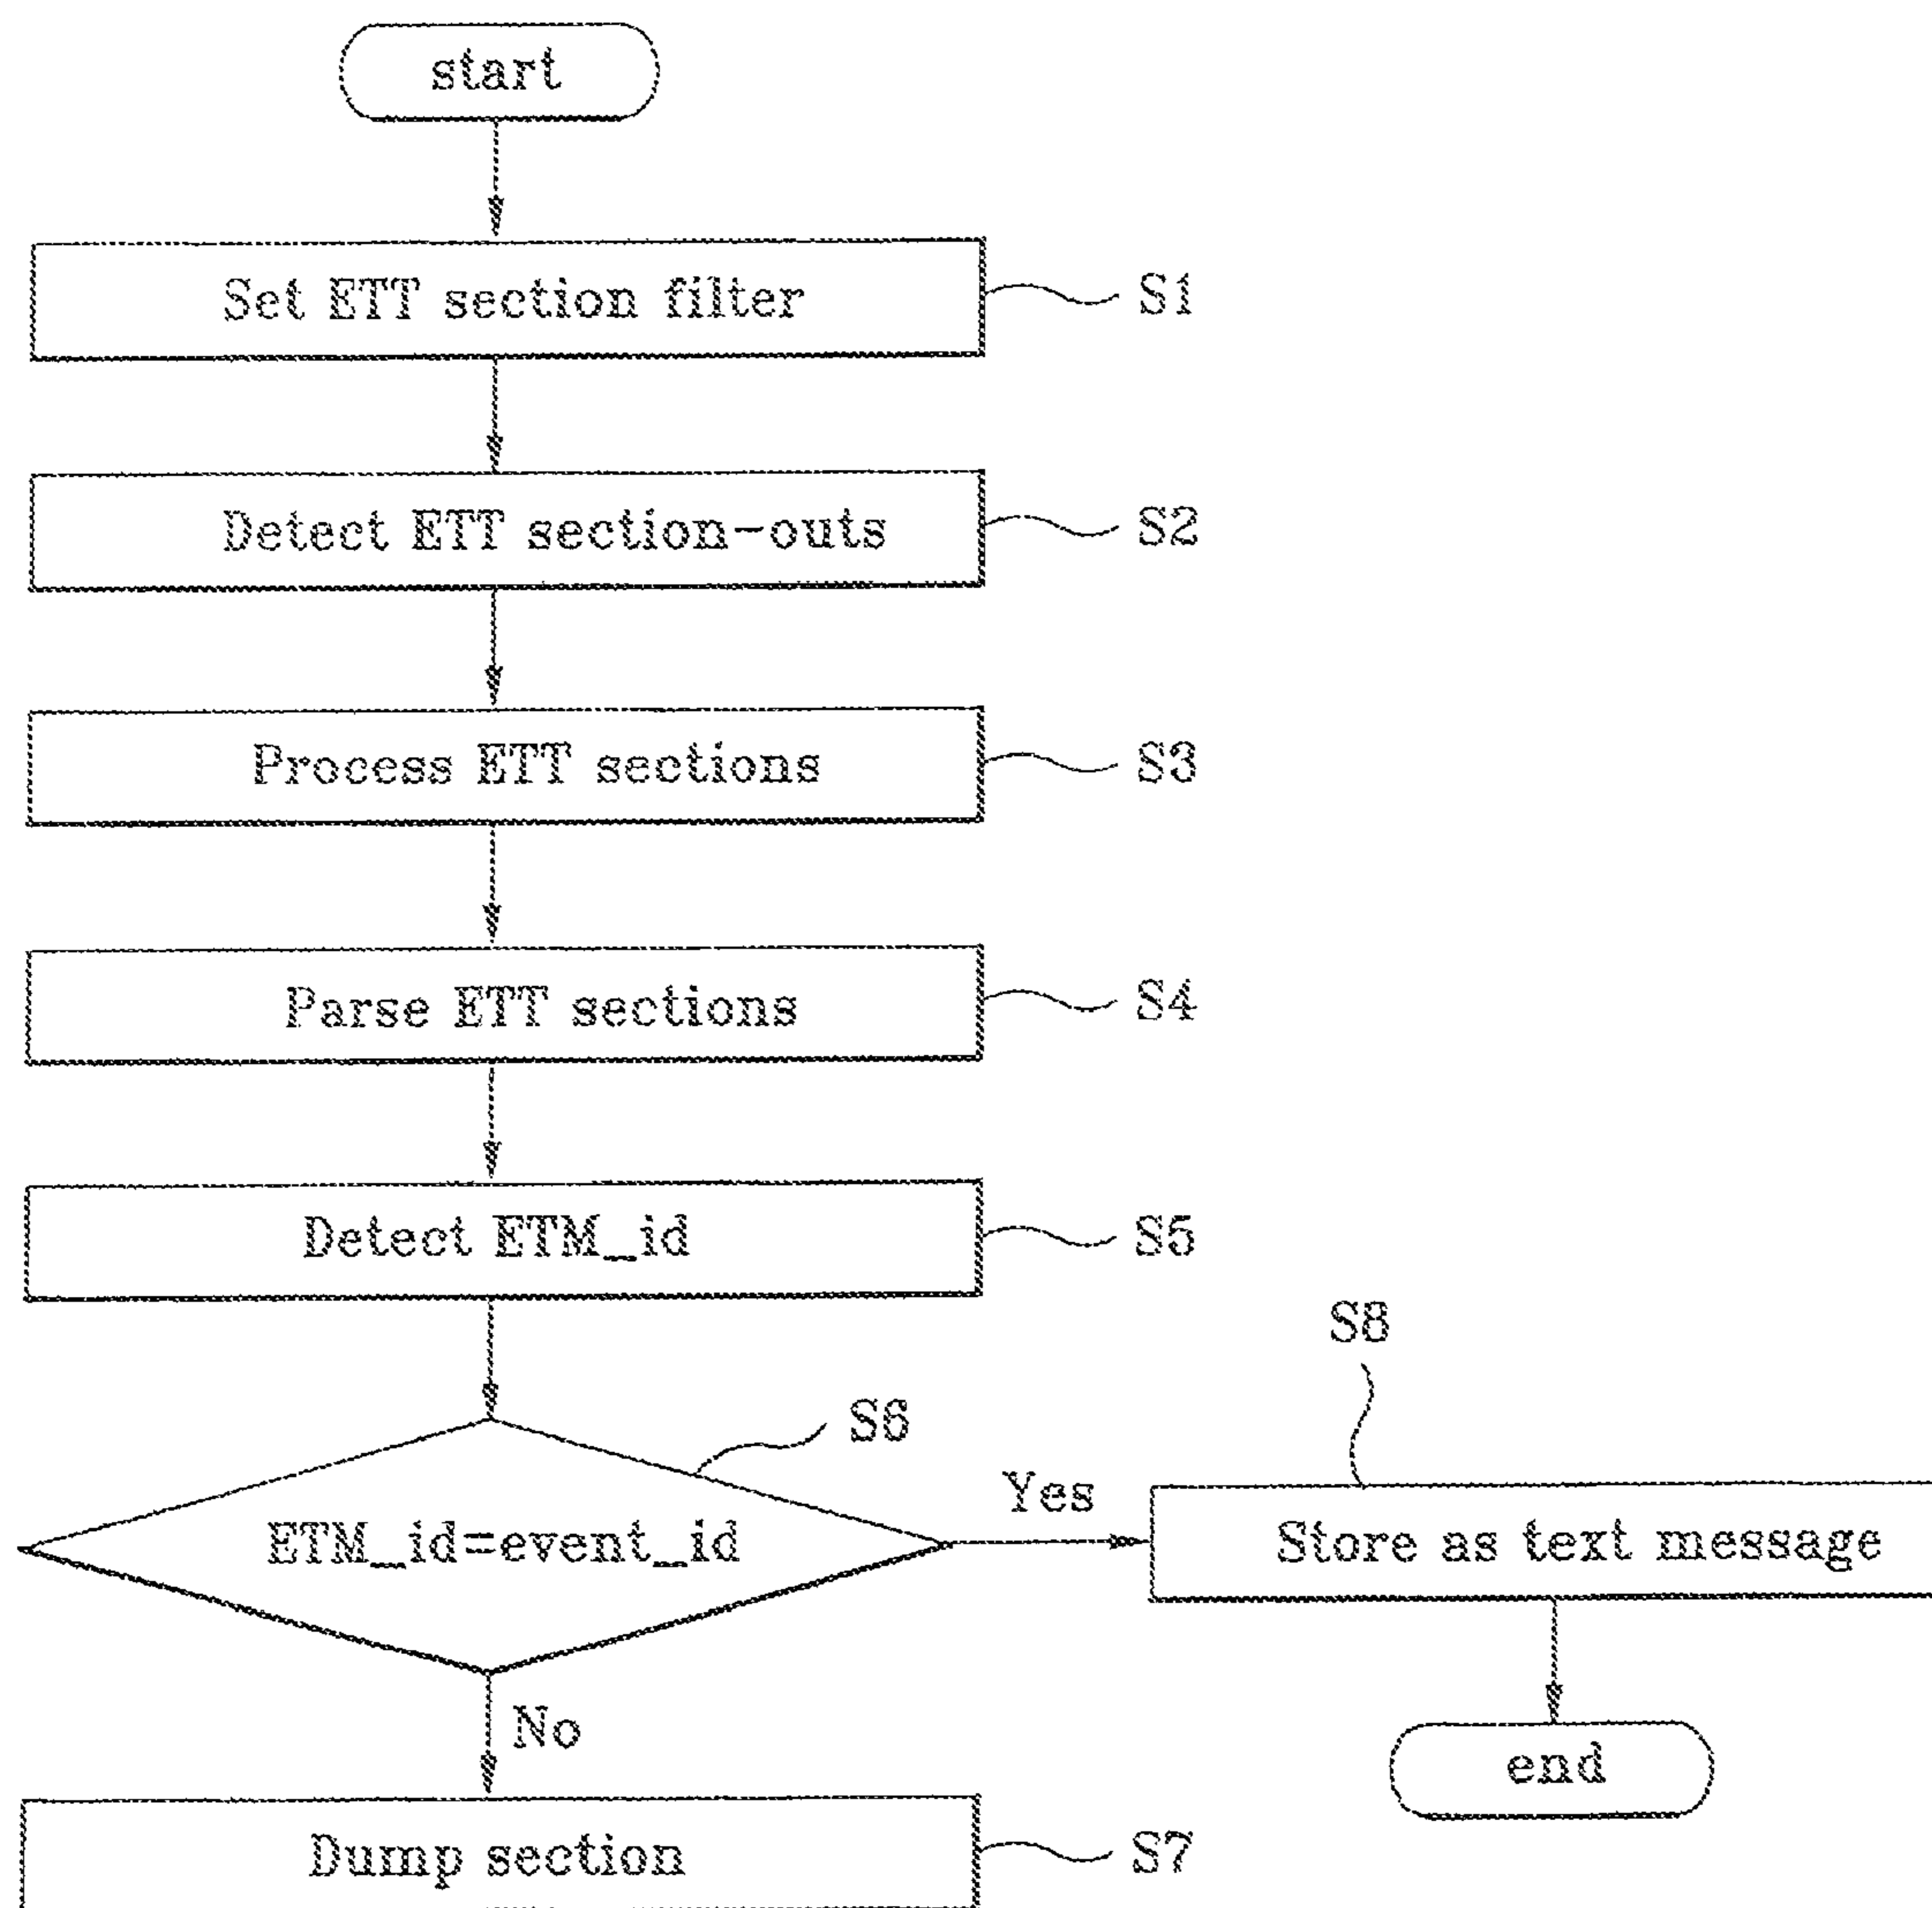 start
Set ETT section filter
S1
Detect ETT section-outs
S2
Process ETT sections
S3
Parse ETT sections
S4
Detect ETM_id
S5
S8
S6
Yes
ETM_id=event_id
Store as text message
No
end
Dump section
S7